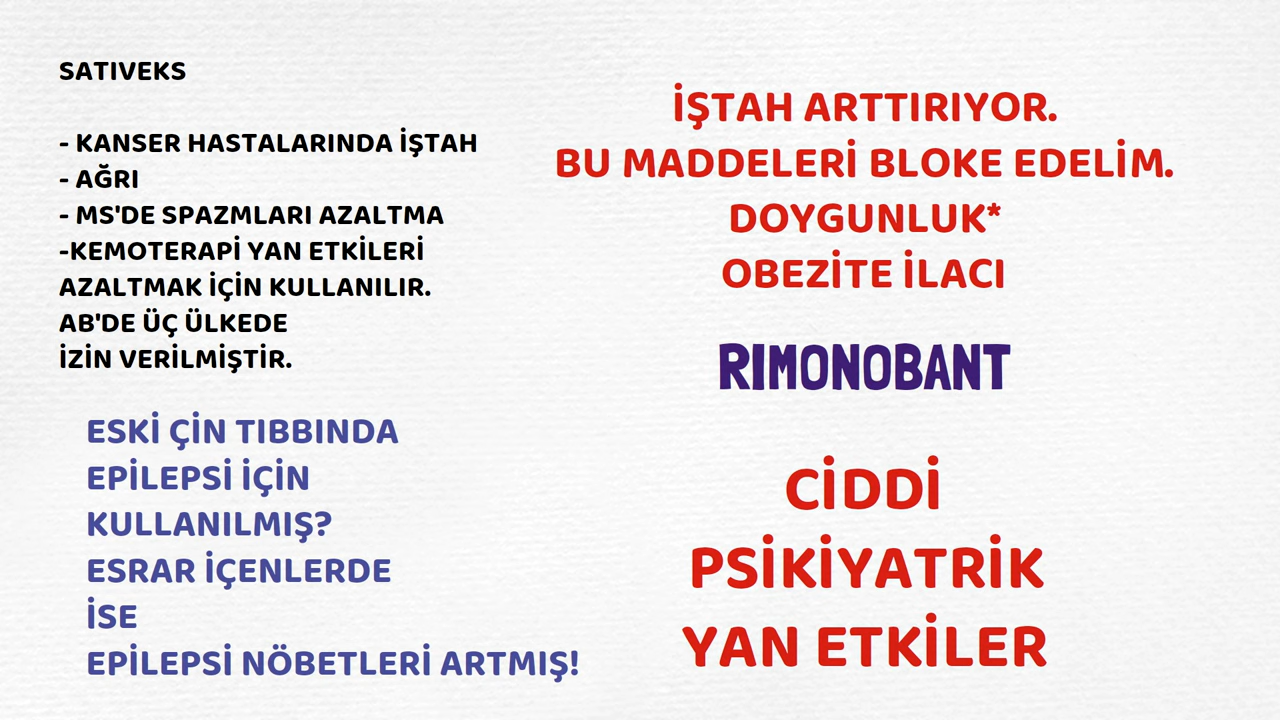 SATIVEKS
- KANSER HASTALARINDA İŞTAH
- AĞRI
- MS'DE SPAZMLARI AZALTMA
-KEMOTERAPİ YAN ETKİLERİ
AZALTMAK İÇİN KULLANILIR.
AB'DE ÜÇ ÜLKEDE
İZİN VERİLMİŞTİR.
ESKİ ÇİN TIBBINDA
EPİLEPSİ İÇİN
KULLANILMIŞ?
ESRAR İÇENLERDE
İSE
EPİLEPSİ NÖBETLERİ ARTMIŞ!
İŞTAH ARTTIRIYOR.
BU MADDELERİ BLOKE EDELİM.
DOYGUNLUK*
OBEZİTE İLACI
RIMONOBANT
CİDDİ
PSİKİYATRİK
YAN ETKİLER